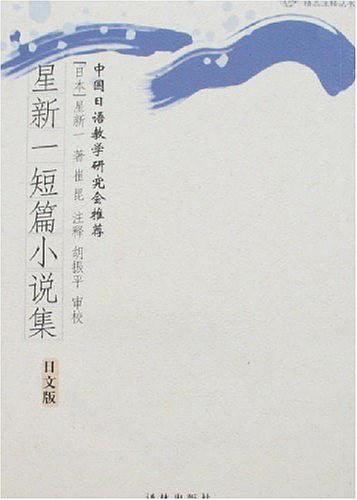 中国日语教学研究会推荐
[日本]星新一 著 崔昆 注释 胡振平 审校
星新一短篇小说集
日文版
译林出版社